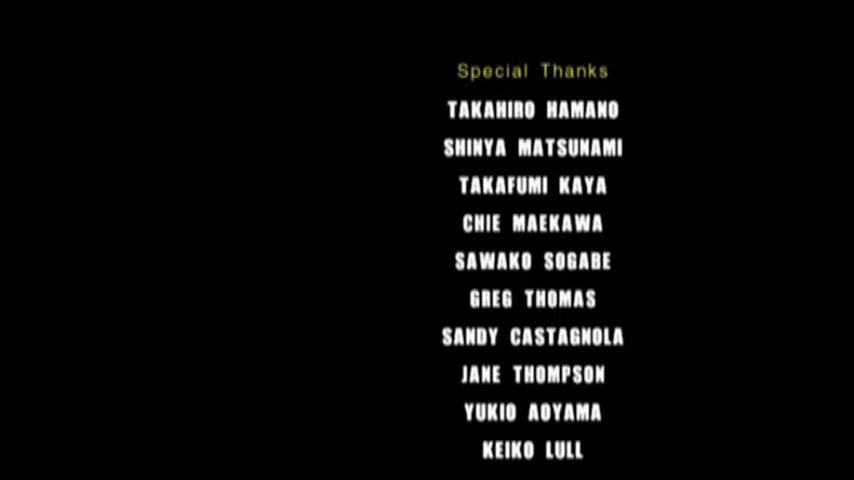 Special Thanks
TAKAHIRO HAMANO
SHINYA MATSUNAMI
TAKAFUMI KAYA
CHIE MAEKAWA
SAWAKO SOGABE
GREG THOMAS
SANDY CASTAGNOLA
JANE THOMPSON
YUKIO AOYAMA
KEIKO LULL